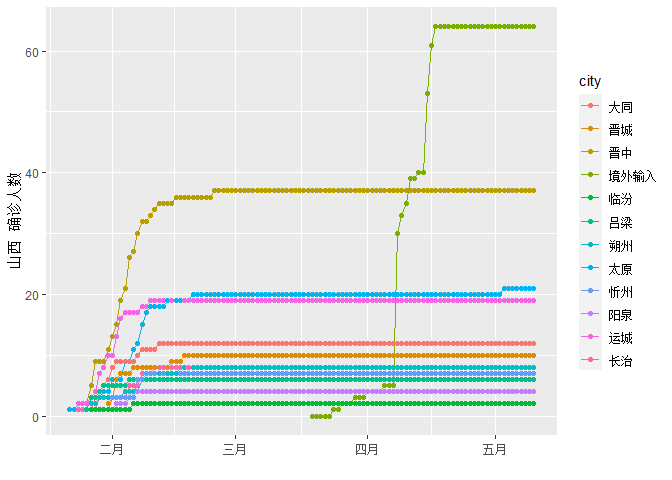 山西 确诊人数
60
40
20
0
二月
三月
四月
五月
city
大同
晋城
晋中
境外输入
临汾
吕梁
朔州
太原
忻州
阳泉
运城
长治